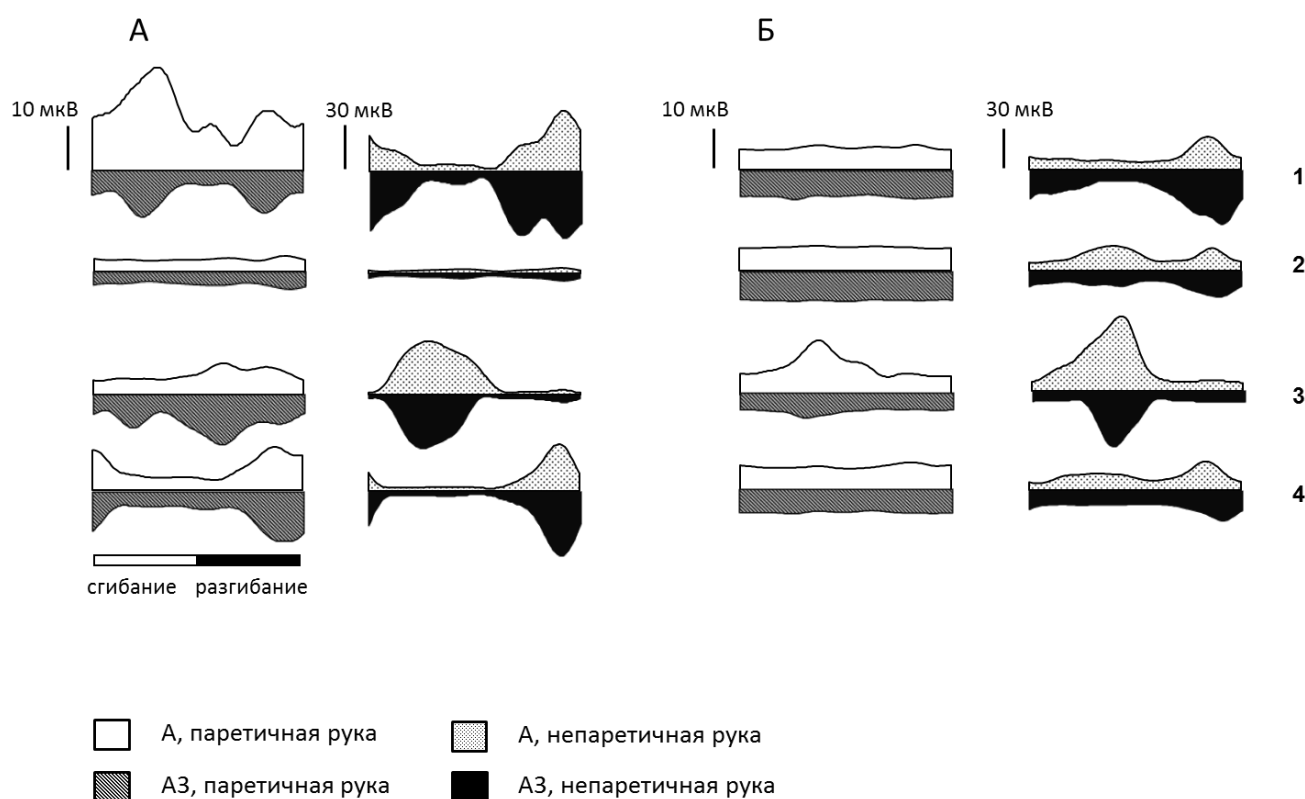 А
Б
10 мкВ
30 мкВ
10 мкВ
30 мкВ
1
2
3
4
сгибание
разгибание
А, паретичная рука
А, непаретичная рука
АЗ, паретичная рука
АЗ, непаретичная рука